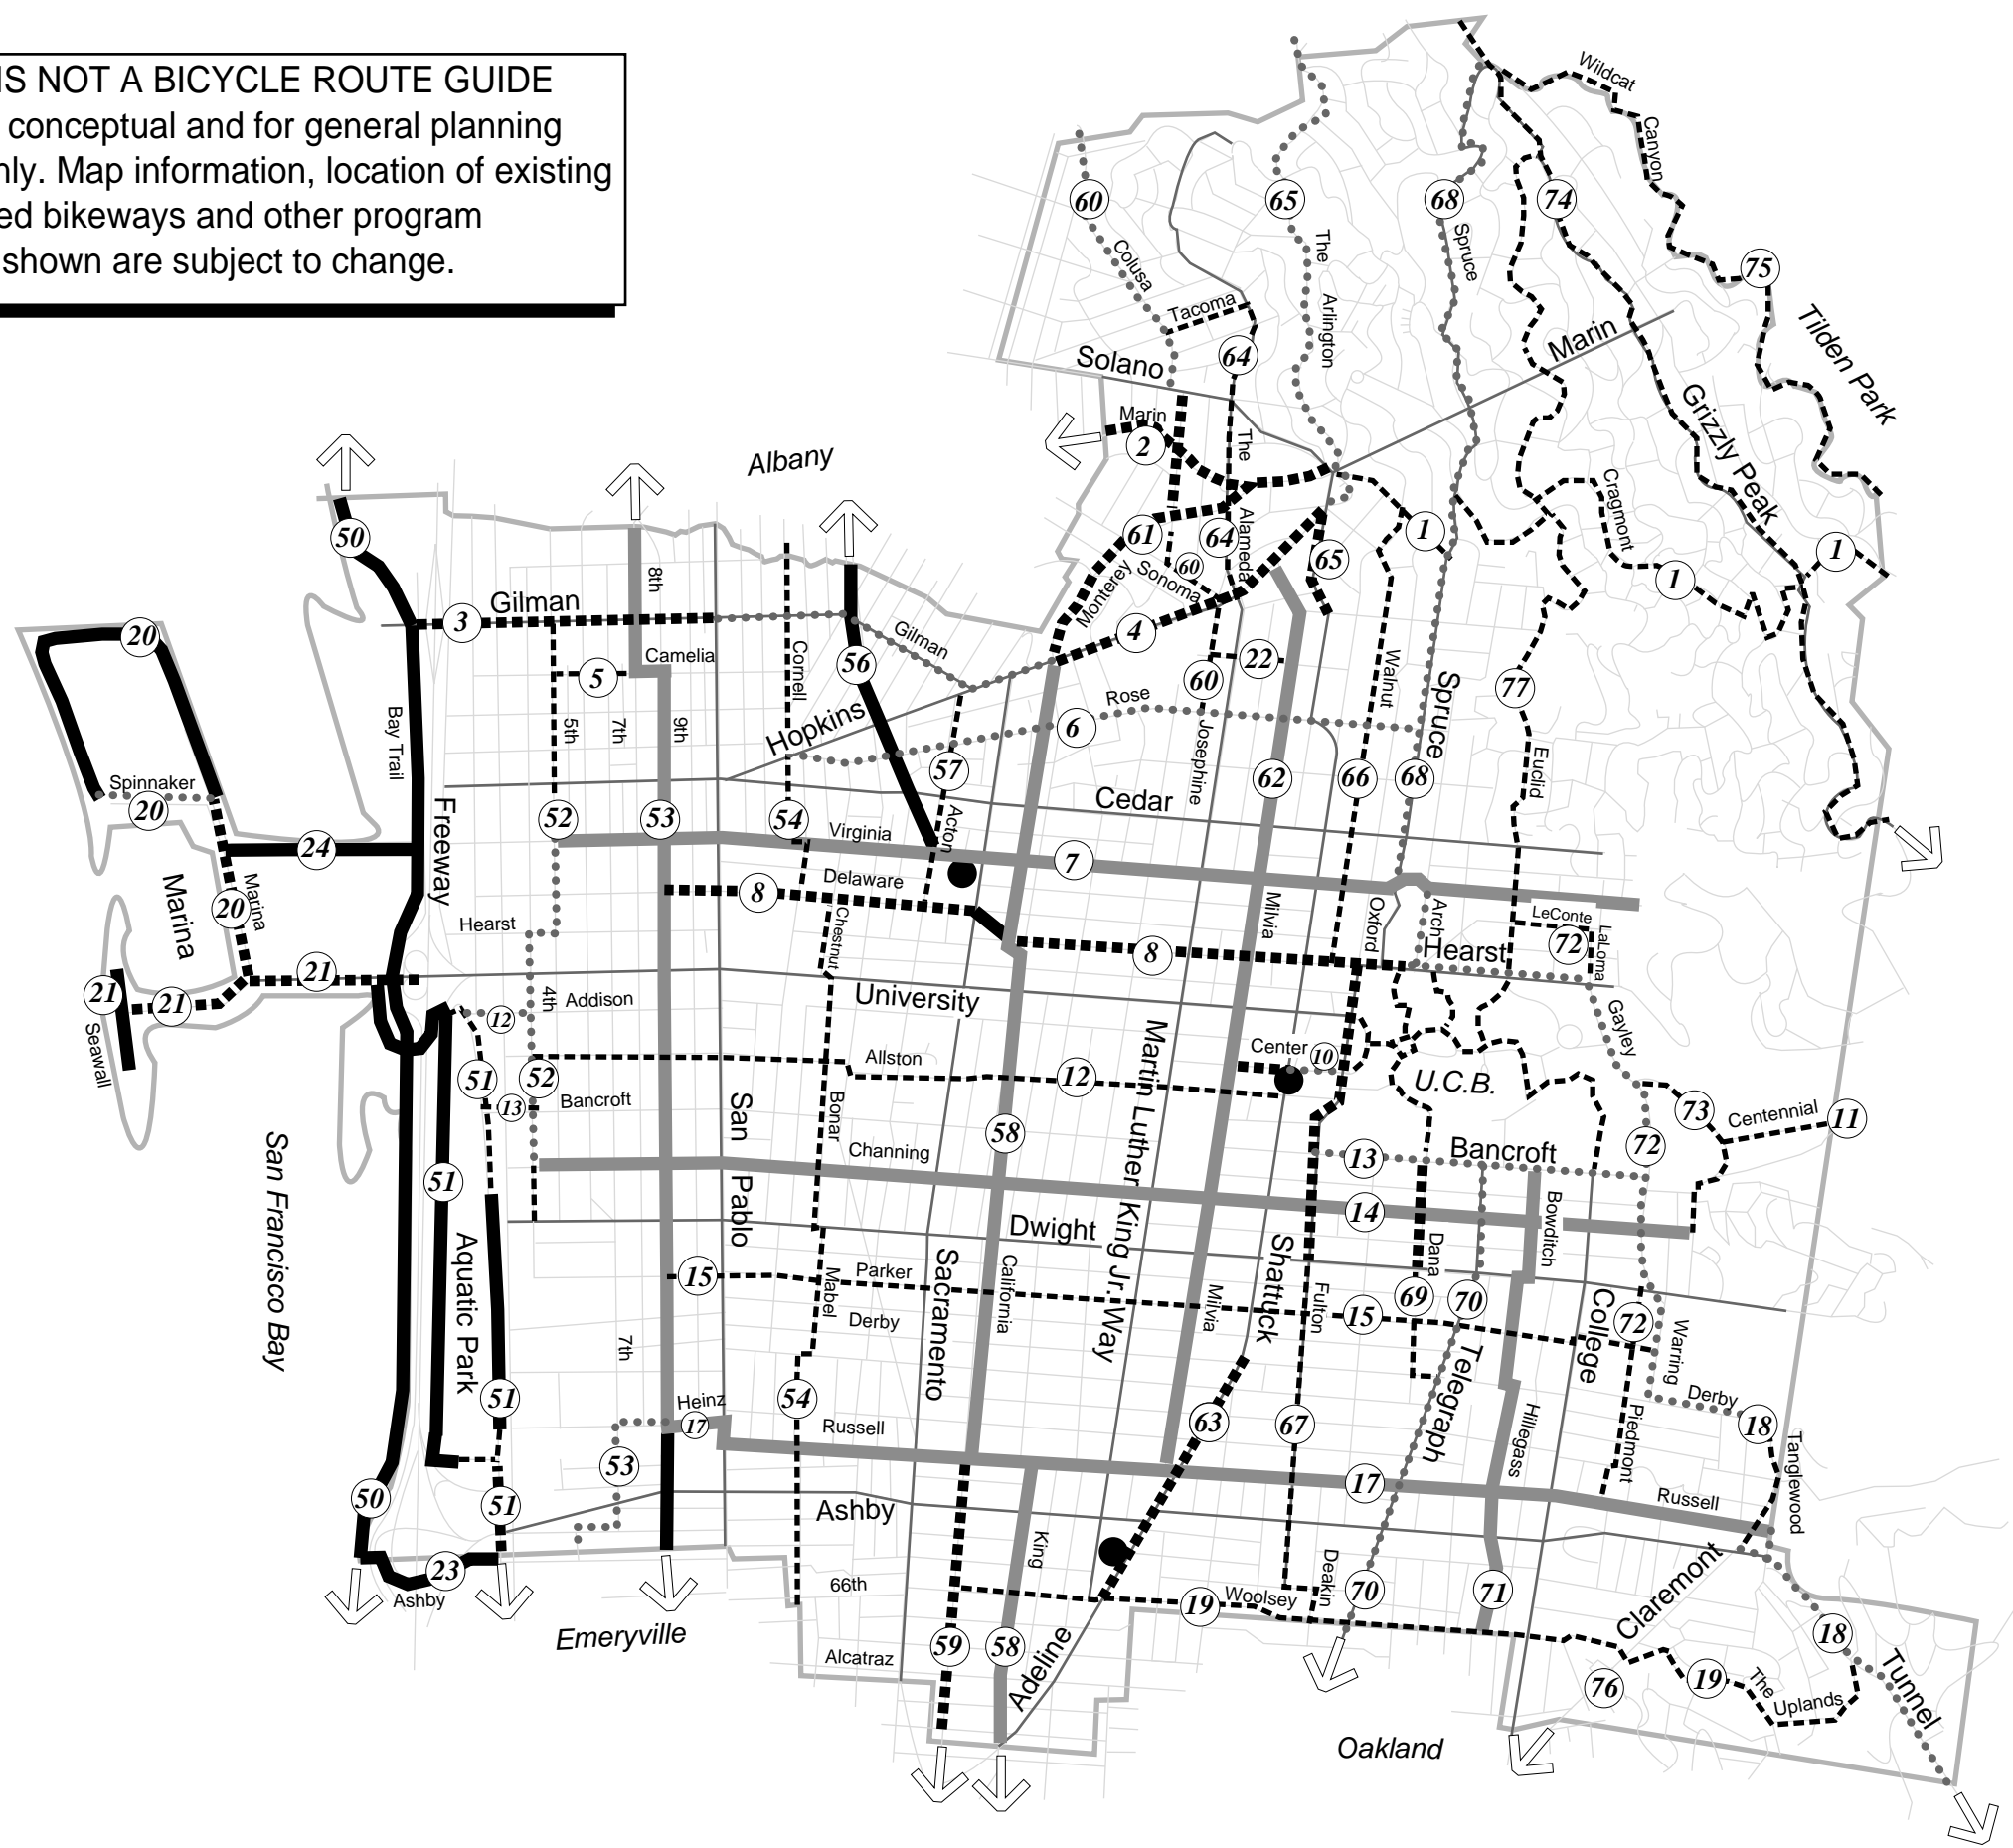 IS NOT A BICYCLE ROUTE GUIDE
conceptual and for general planning
nly. Map information, location of existing
ed bikeways and other program
shown are subject to change.
Wildcat
Canyon
60
65
68
74
75
Colusa
The
Arlington
Spruce
Tacoma
Tilden Park
64
Marin
Solano
Grizzly Peak
Marin
2
The
Alameda
Albany
Cragmont
50
61
64
65
1
1
1
60
8th
Gilman
3
Sonoma
Monterey
4
Gilman
20
Camelia
Cornell
56
22
Walnut
5
60
77
Spruce
Bay Trail
5th
7th
9th
Rose
6
Hopkins
Josephine
Euclid
57
62
66
68
Spinnaker
20
Cedar
Freeway
52
53
54
Virginia
Acton
7
24
Delaware
8
Marina
Marina
20
Chestnut
Milvia
Oxford
Arch
LeConte
72
LaLoma
Hearst
8
Hearst
21
21
21
4th
Addison
University
Gayley
12
Seawall
Martin Luther King Jr. Way
Center
10
Allston
12
51
52
U.C.B.
13
Bancroft
San Pablo
Bonar
58
73
Centennial
11
San Francisco Bay
Channing
13
Bancroft
72
51
14
Bowditch
Dwight
Aquatic Park
Shattuck
Dana
15
Parker
Mabel
Sacramento
California
Milvia
Fulton
69
70
College
15
72
Derby
Warring
7th
Telegraph
51
54
Heinz
17
Derby
18
Russell
63
67
Hillegass
Piedmont
Tanglewood
53
17
50
51
Russell
Ashby
King
23
Ashby
66th
Deakin
Claremont
70
71
19
Woolsey
Emeryville
59
58
18
Alcatraz
Adeline
76
19
The
Uplands
Tunnel
Oakland